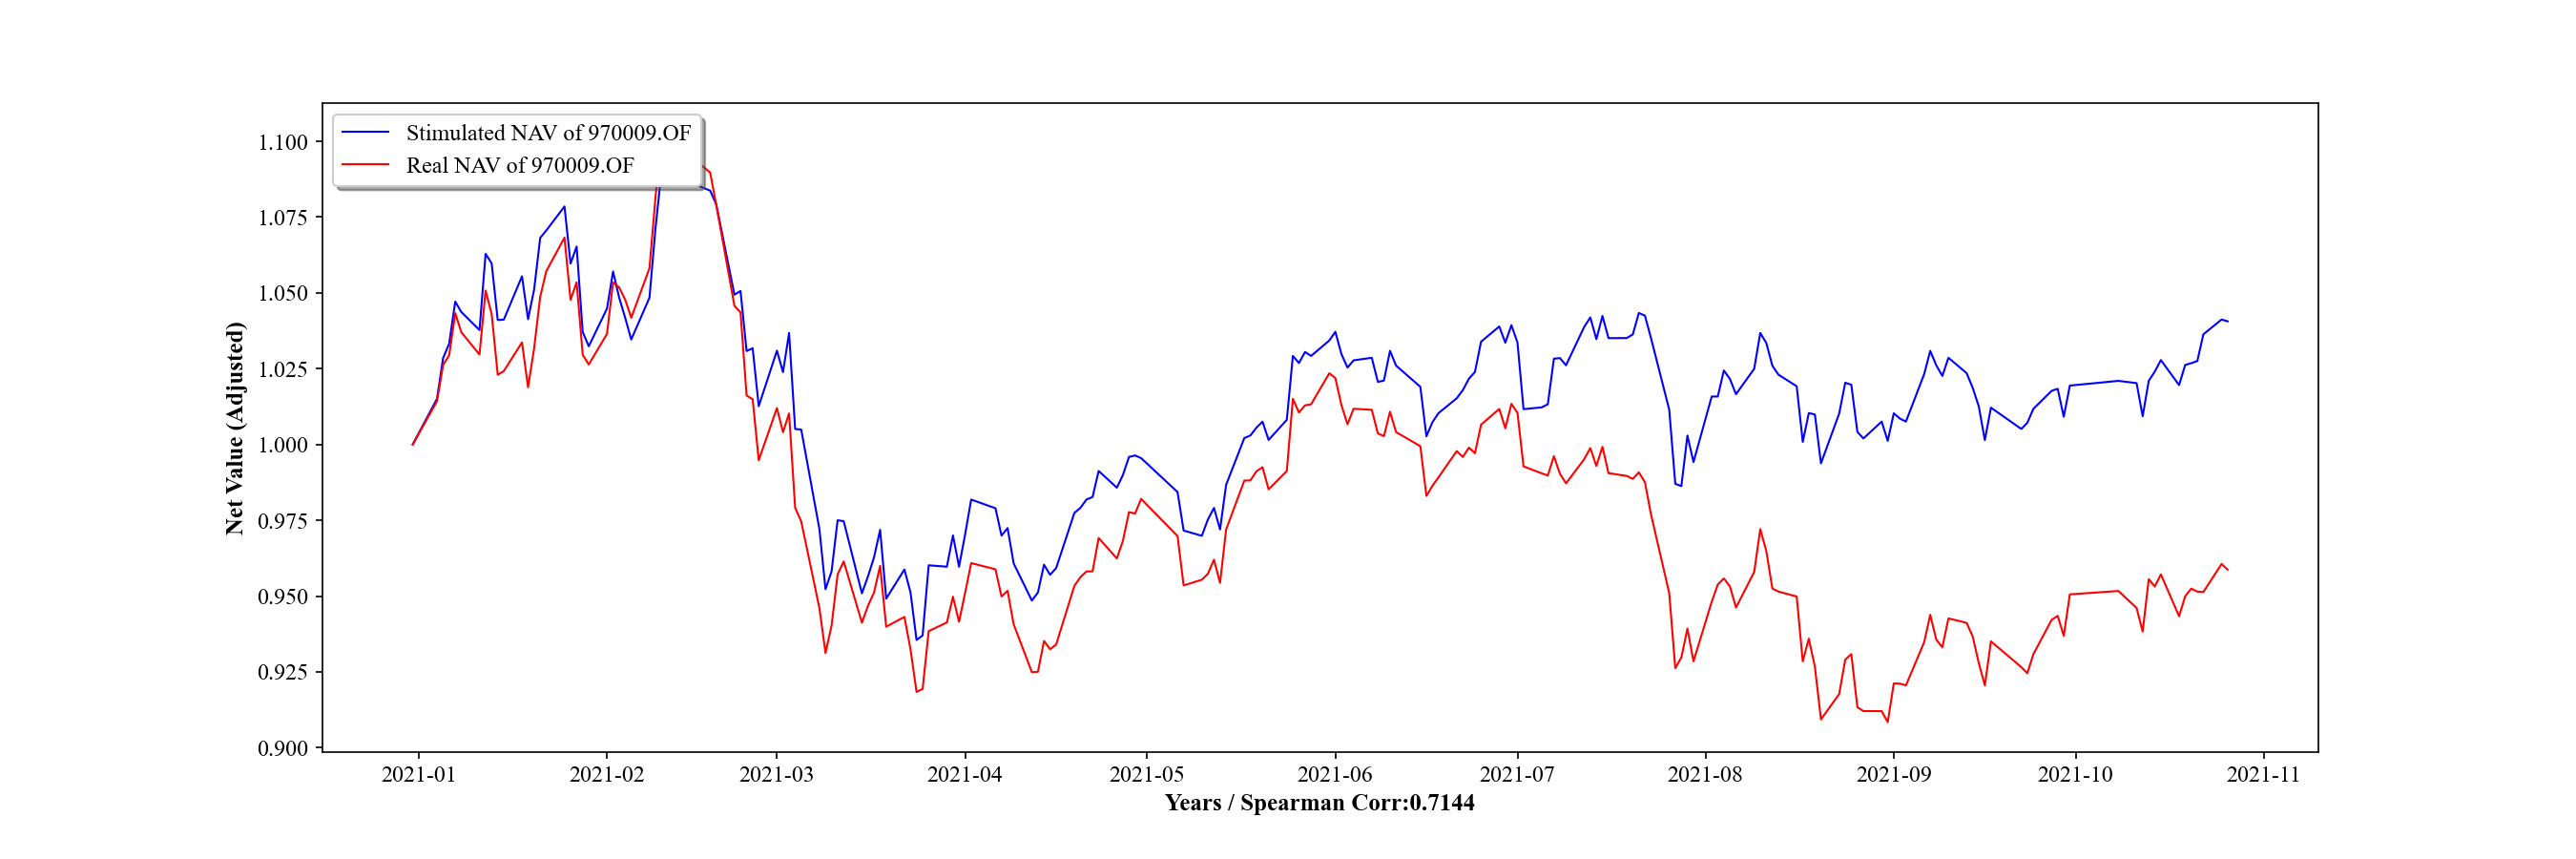 Stimulated NAV of 970009.OF
Real NAV of 970009.OF
Net Value (Adjusted)
1.100
1.075
1.050
1.025
1.000
0.975
0.950
0.925
0.900
2021-01 2021-02 2021-03 2021-04 2021-05 2021-06 2021-07 2021-08 2021-09 2021-10 2021-11
Years / Spearman Corr:0.7144